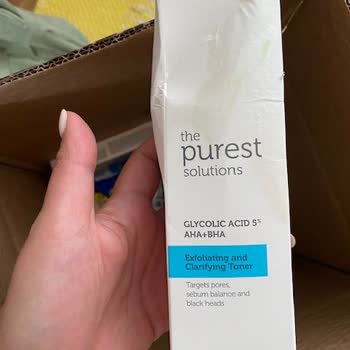 the
purest
solutions
GLYCOLIC ACID 5%
AHA+BHA
Exfoliating and
Clarifying Toner
Targets pores,
sebum balance and
black heads